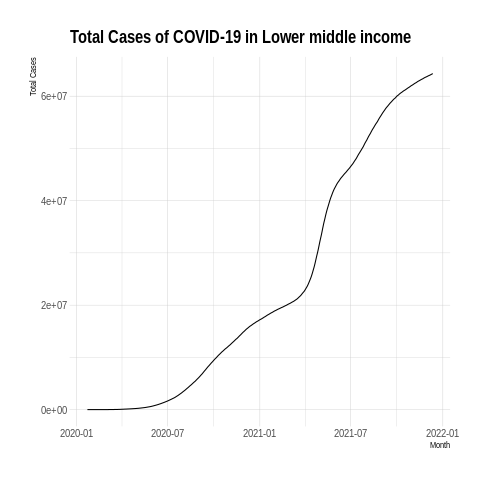 Total Cases of COVID-19 in Lower middle income
Total Cases
6e+07
4e+07
2e+07
0e+00
2020-01 2020-07 2021-01 2021-07 2022-01
Month